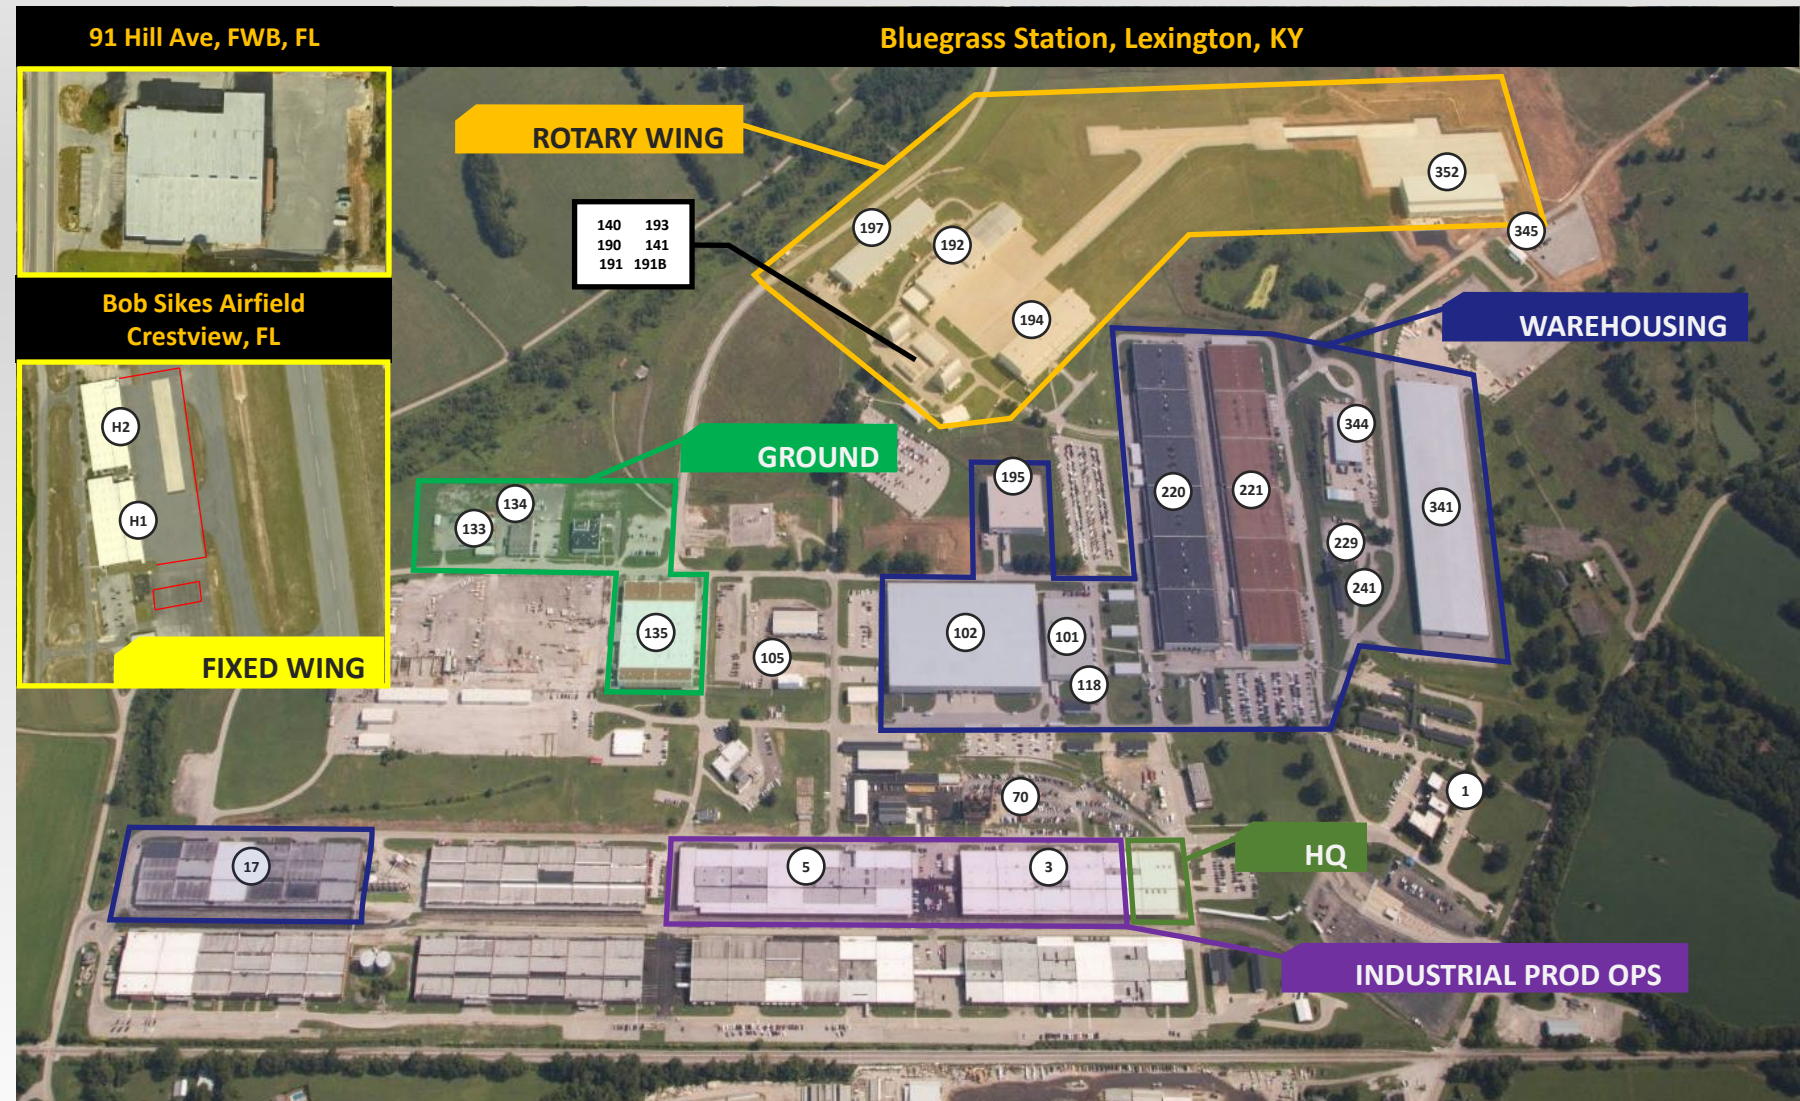 91 Hill Ave, FWB, FL
Bluegrass Station, Lexington, KY
ROTARY WING
352
197
192
345
140 193
190 141
191 191B
194
Bob Sikes Airfield
Crestview, FL
WAREHOUSING
H2
H1
FIXED WING
GROUND
134
133
135
105
195
220
221
344
341
229
241
102
101
118
70
1
17
5
3
HQ
INDUSTRIAL PROD OPS